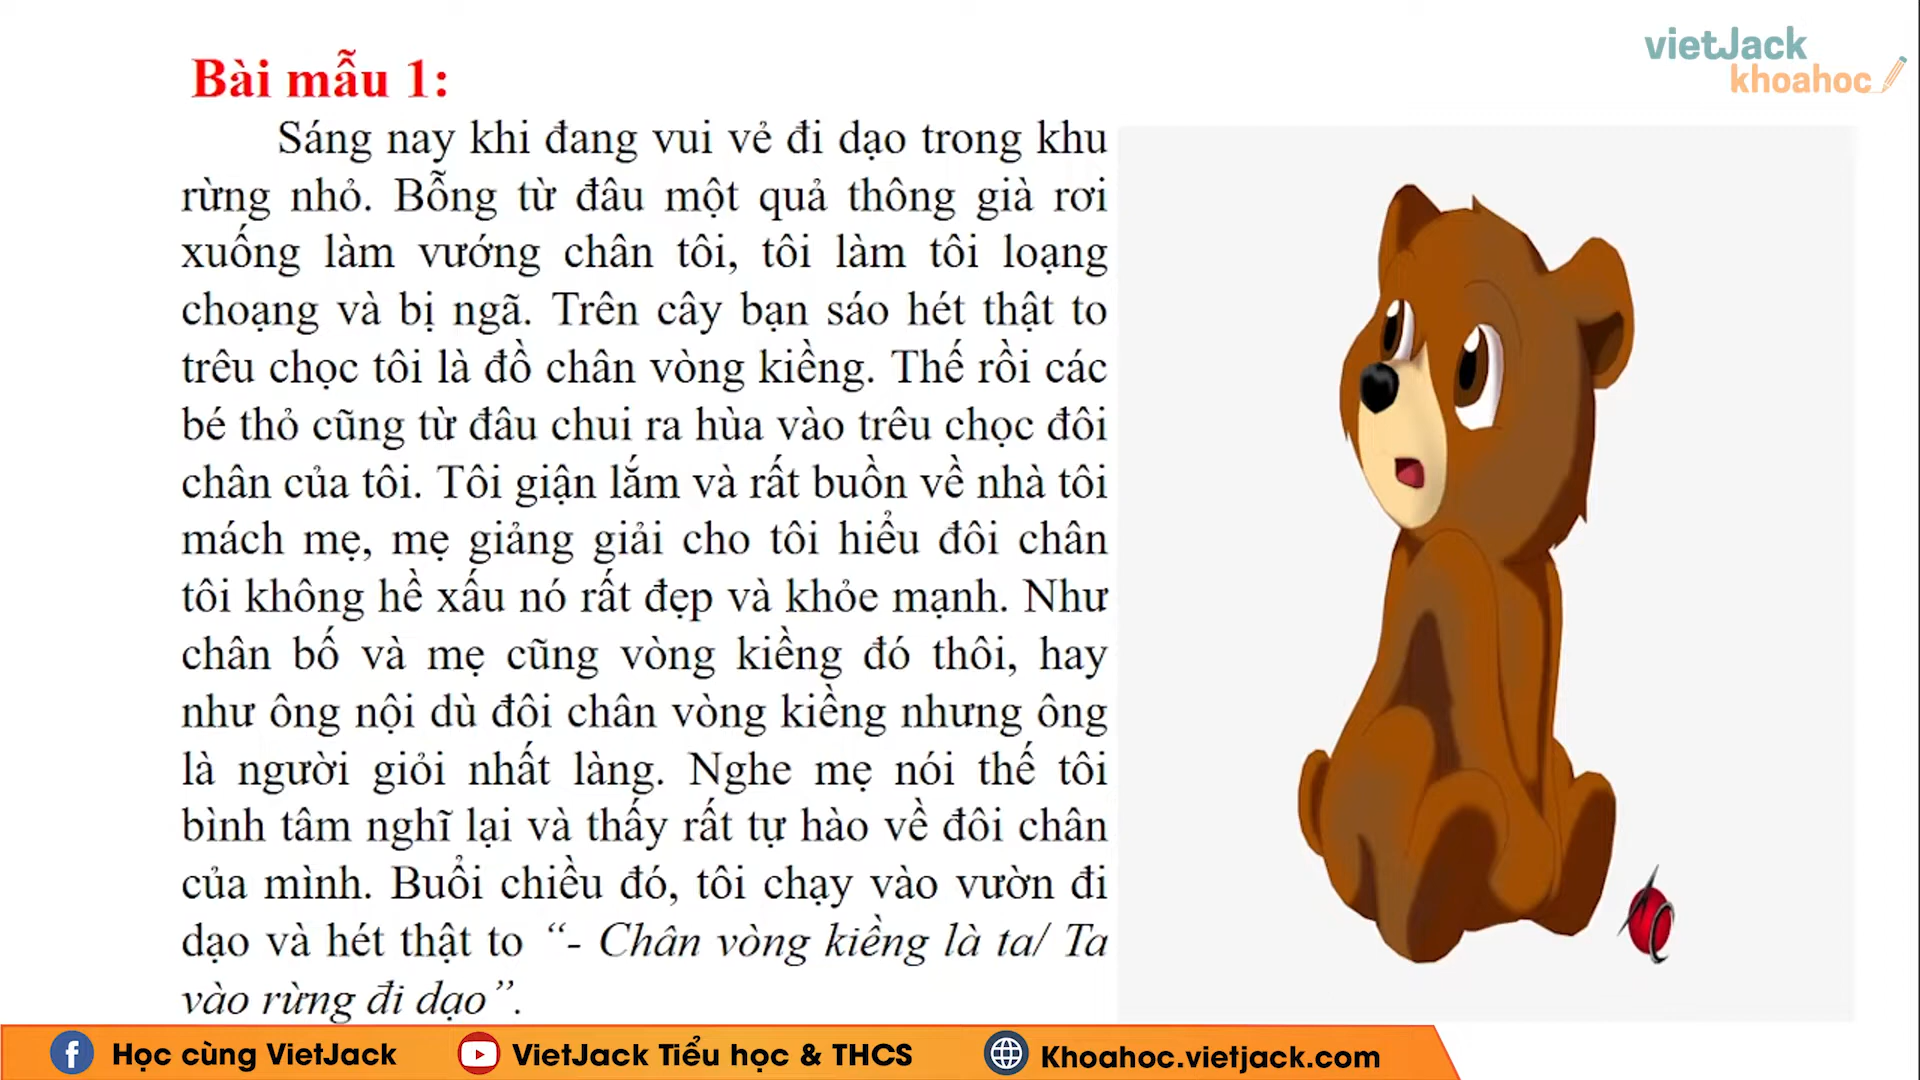 vietJack
khoahoc
Bài mẫu 1:
Sáng nay khi đang vui vẻ đi dạo trong khu
rừng nhỏ. Bỗng từ đâu một quả thông già rơi
xuống làm vướng chân tôi, tôi làm tôi loạng
choạng và bị ngã. Trên cây bạn sáo hét thật to
trêu chọc tôi là đồ chân vòng kiềng. Thế rồi các
bé thỏ cũng từ đâu chui ra hùa vào trêu chọc đôi
chân của tôi. Tôi giận lắm và rất buồn về nhà tôi
mách mẹ, mẹ giảng giải cho tôi hiểu đôi chân
tôi không hề xấu nó rất đẹp và khỏe mạnh. Như
chân bố và mẹ cũng vòng kiềng đó thôi, hay
như ông nội dù đôi chân vòng kiềng nhưng ông
là người giỏi nhất làng. Nghe mẹ nói thế tôi
bình tâm nghĩ lại và thấy rất tự hào về đôi chân
của mình. Buổi chiều đó, tôi chạy vào vườn đi
dạo và hét thật to “- Chân vòng kiềng là ta/ Ta
vào rừng đi dạo”.
Học cùng VietJack
VietJack Tiểu học & THCS
Khoahoc.vietjack.com